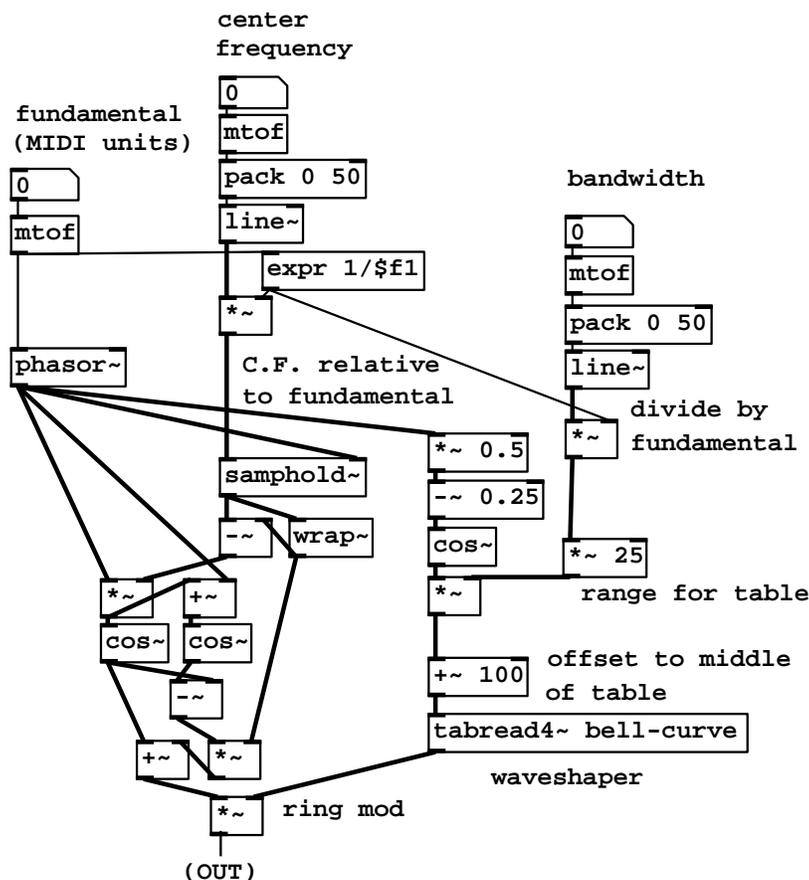 center
frequency
0
fundamental
(MIDI units)
mtof
pack 0 50
0
bandwidth
line~
mtof
0
expr 1/$f1
mtof
*~
pack 0 50
phasor~
C.F. relative
line~
to fundamental
divide by
*~
fundamental
*~ 0.5
samphold~
-~ 0.25
-~
wrap~
cos~
*~ 25
*~
+~
*~
range for table
cos~
cos~
offset to middle
+~ 100
of table
-~
tabread4~ bell-curve
+~
*~
waveshaper
*~
ring mod
(OUT)